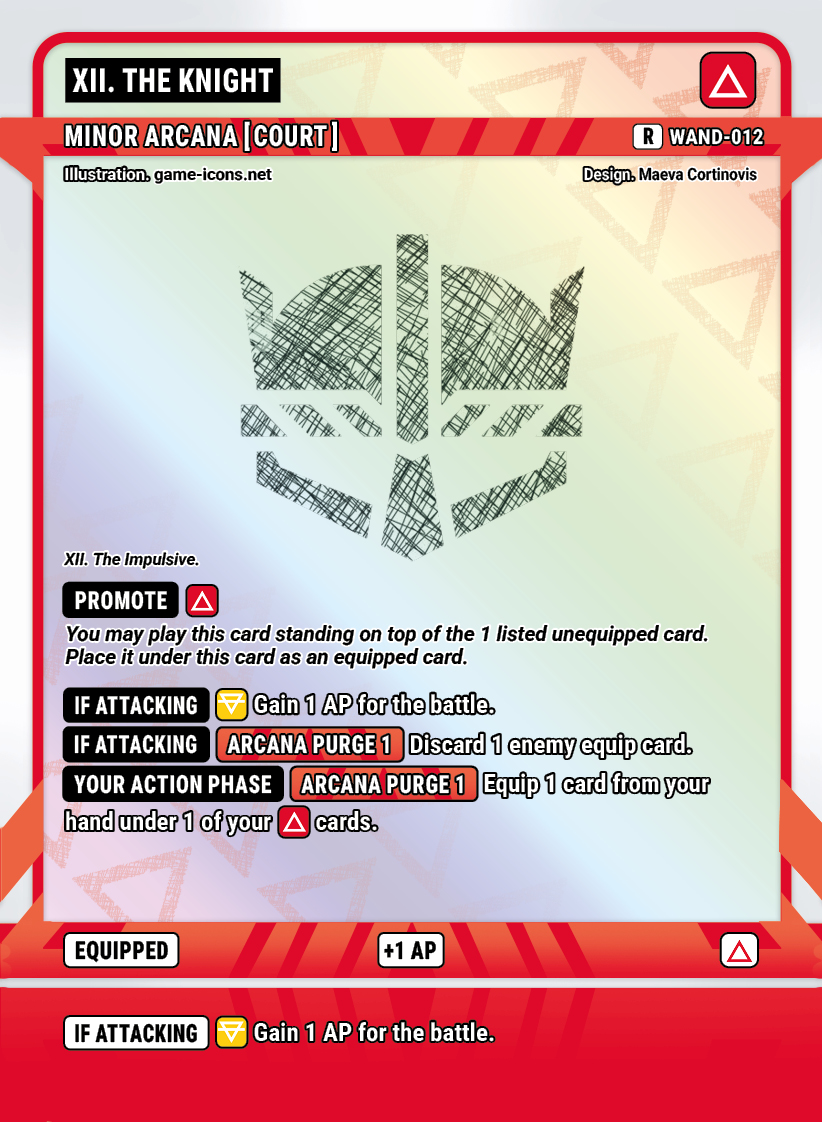 XII. THE KNIGHT
MINOR ARCANA [COURT]
R WAND-012
Illustration. game-icons.net
Design. Maeva Cortinovis
XII. The Impulsive.
PROMOTE
You may play this card standing on top of the 1 listed unequipped card.
Place it under this card as an equipped card.
IF ATTACKING Gain 1 AP for the battle.
IF ATTACKING ARCANA PURGE 1 Discard 1 enemy equip card.
YOUR ACTION PHASE ARCANA PURGE 1 Equip 1 card from your
hand under 1 of your cards.
EQUIPPED
+1 AP
IF ATTACKING Gain 1 AP for the battle.